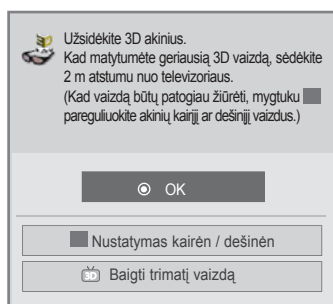 Užsidėkite 3D akinius.
Kad matytumėte geriausią 3D vaizdą, sėdėkite
2 m atstumu nuo televizoriaus.
(Kad vaizdą būtų patogiau žiūrėti, mygtuku
pareguliuokite akinių kairįjį ar dešinįjį vaizdus.)
OK
Nustatymas kairėn / dešinėn
3D Baigti trimatį vaizdą